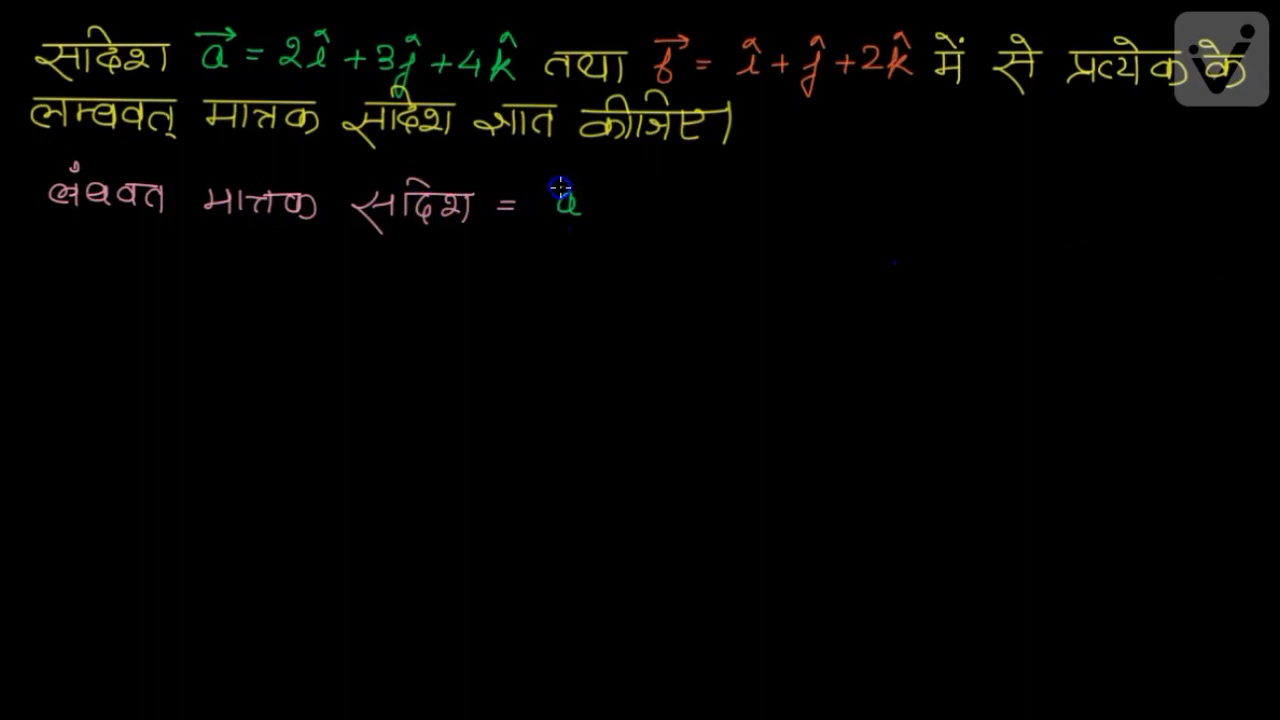 सदिश a⃗ = 2î + 3ĵ + 4k̂ तथा b⃗ = î + ĵ + 2k̂ में से प्रत्येक के
लम्बवत् मात्रक सदिश ज्ञात कीजिए।
लंबवत मात्रक सदिश = a